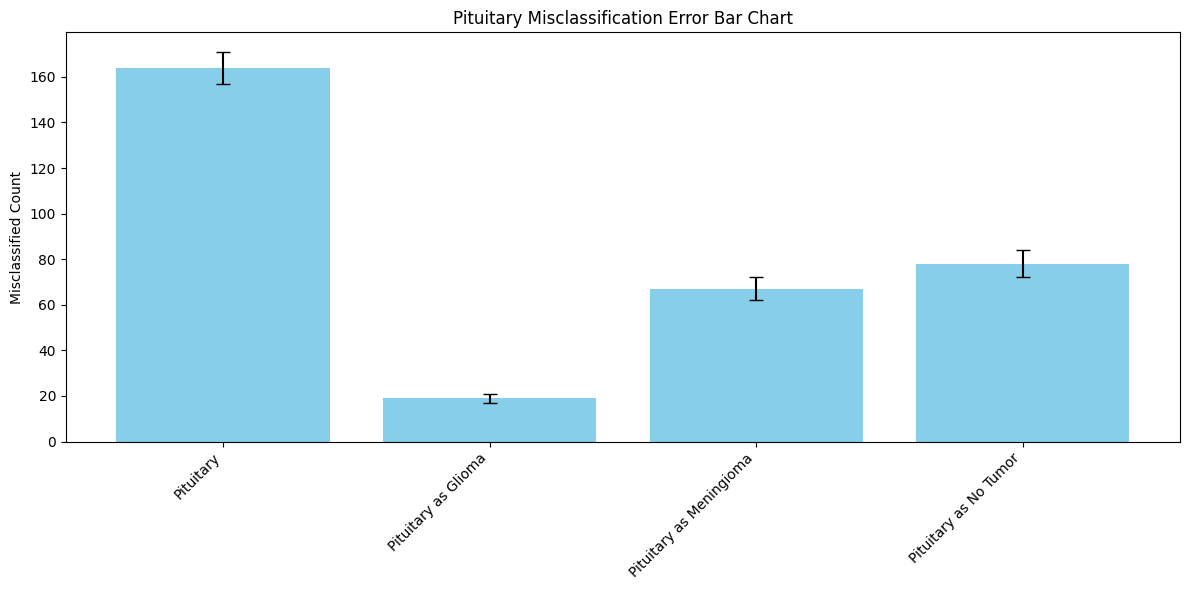 Pituitary Misclassification Error Bar Chart
Misclassified Count
160
140
120
100
80
60
40
20
0
Pituitary
Pituitary as Glioma
Pituitary as Meningioma
Pituitary as No Tumor